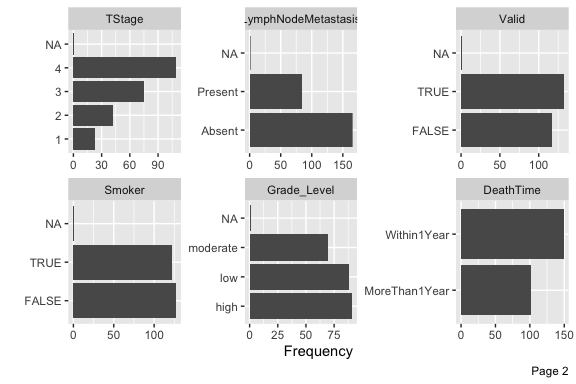 TStage
NA
4
3
2
1
0 30 60 90
LymphNodeMetastasis
NA
Present
Absent
0 50 100 150
Valid
NA
TRUE
FALSE
0 50 100
Smoker
NA
TRUE
FALSE
0 50 100
Grade_Level
NA
moderate
low
high
0 25 50 75
DeathTime
Within1Year
MoreThan1Year
0 50 100 150
Frequency
Page 2